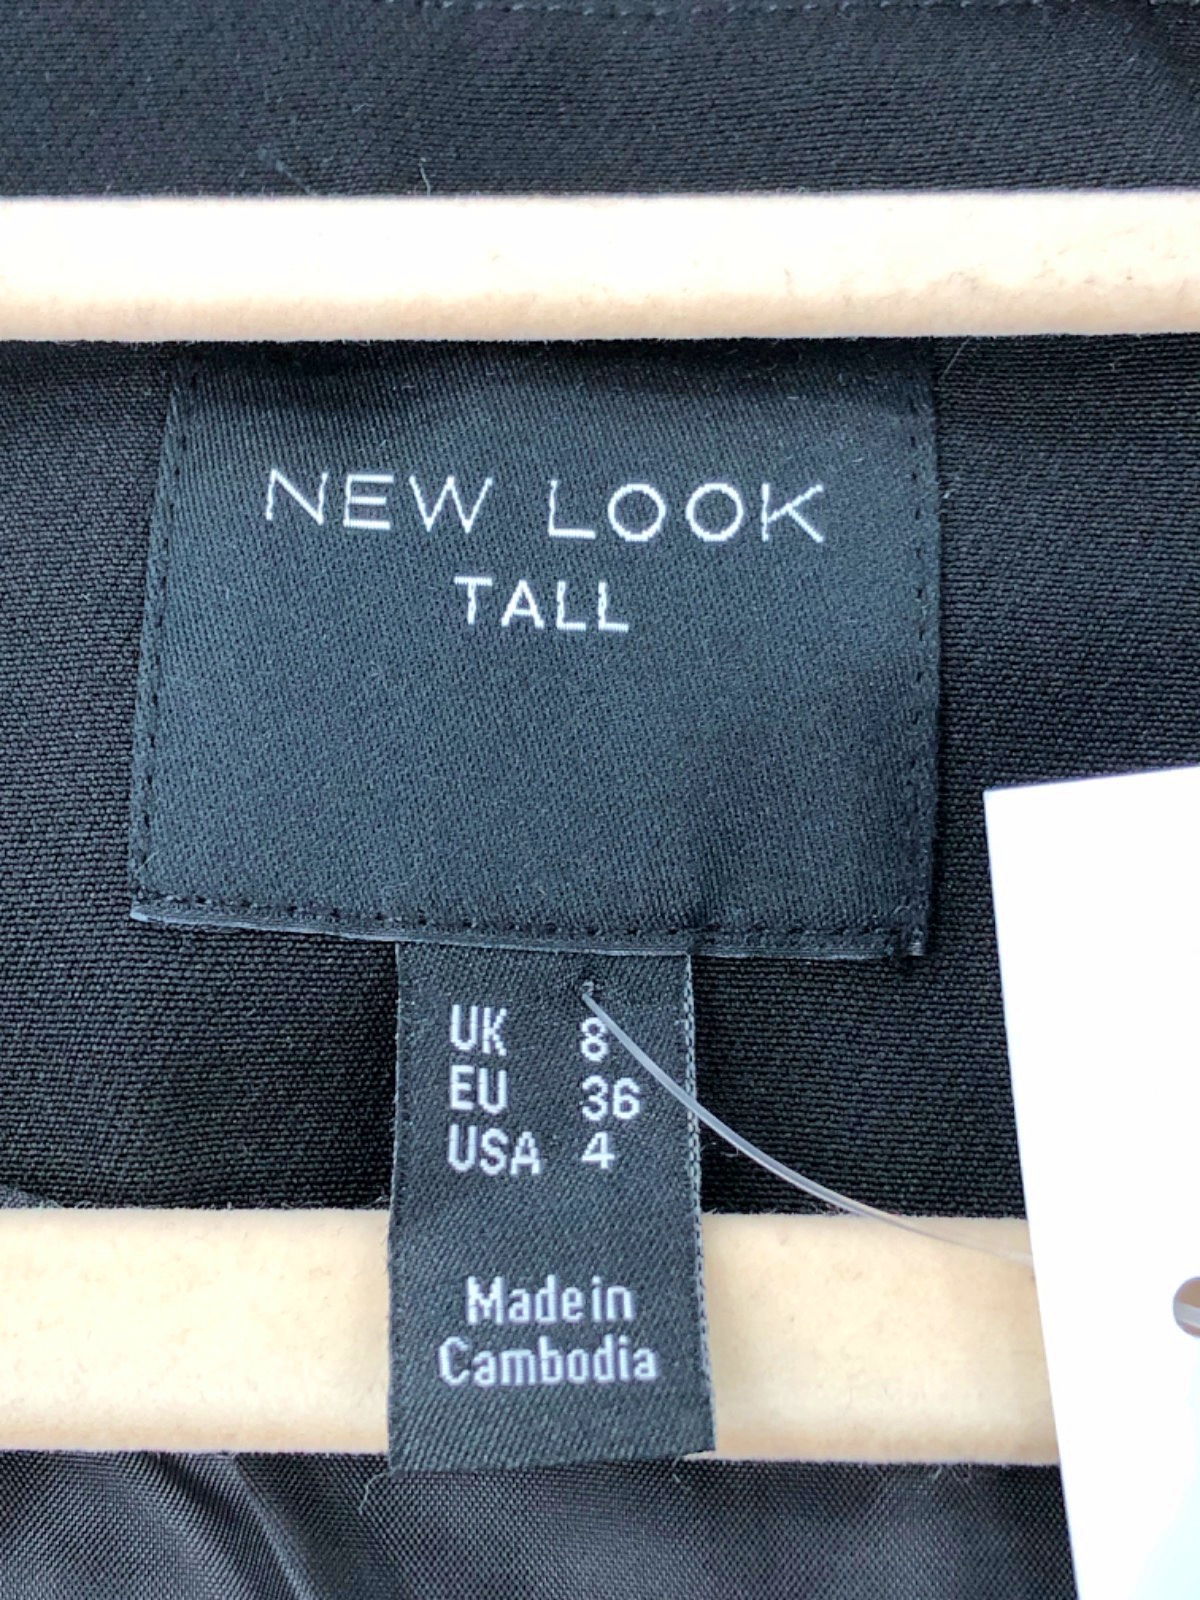 NEW LOOK
TALL
UK 8
EU 36
USA 4
Made in
Cambodia